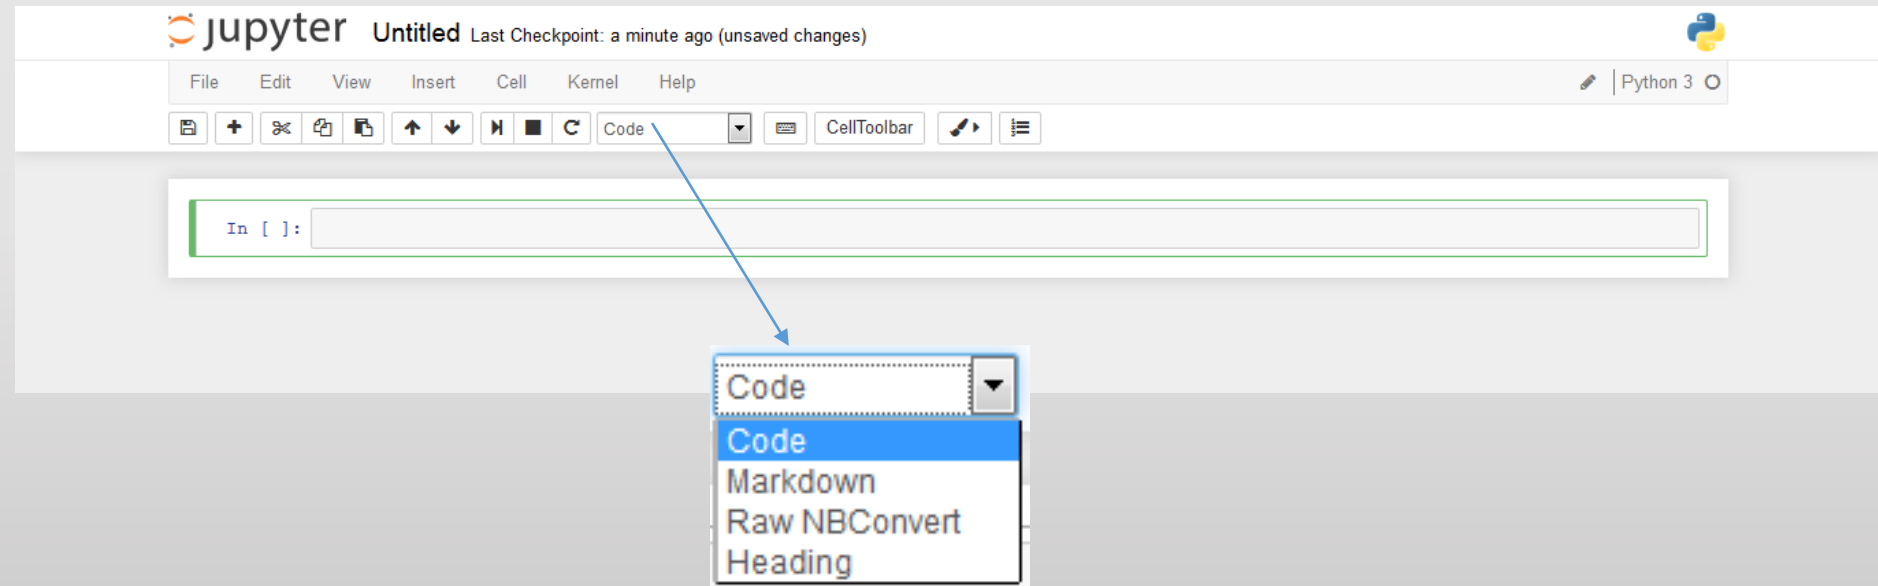 jupyter Untitled Last Checkpoint: a minute ago (unsaved changes)
File Edit View Insert Cell Kernel Help Python 3
Code CellToolbar
In [ ]:
Code
Code
Markdown
Raw NBConvert
Heading